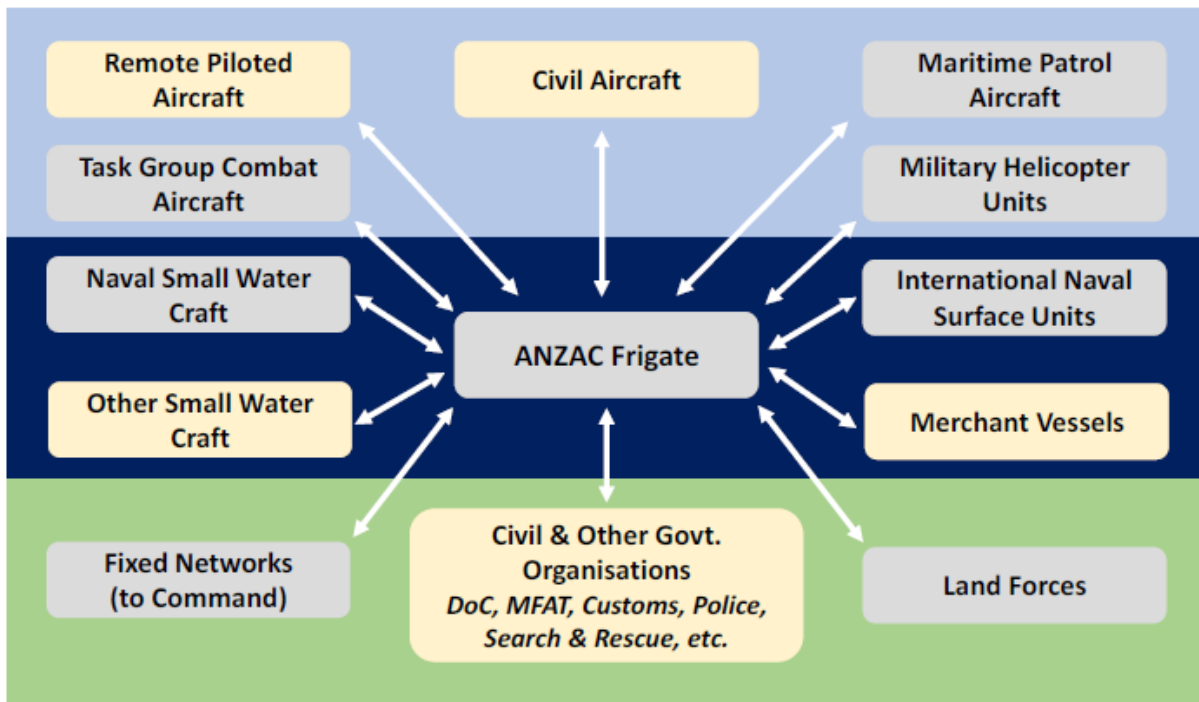 Remote Piloted
Aircraft
Civil Aircraft
Maritime Patrol
Aircraft
Task Group Combat
Aircraft
Military Helicopter
Units
Naval Small Water
Craft
International Naval
Surface Units
ANZAC Frigate
Other Small Water
Craft
Merchant Vessels
Fixed Networks
(to Command)
Civil & Other Govt.
Organisations
DoC, MFAT, Customs, Police,
Search & Rescue, etc.
Land Forces